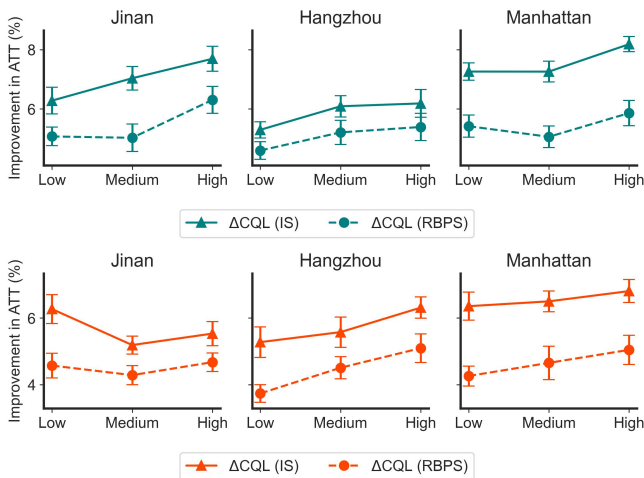 Jinan Hangzhou Manhattan
Improvement in ATT (%)
8
6
Low Medium High Low Medium High Low Medium High
ΔCQL (IS) ΔCQL (RBPS)
Jinan Hangzhou Manhattan
Improvement in ATT (%)
6
4
Low Medium High Low Medium High Low Medium High
ΔCQL (IS) ΔCQL (RBPS)